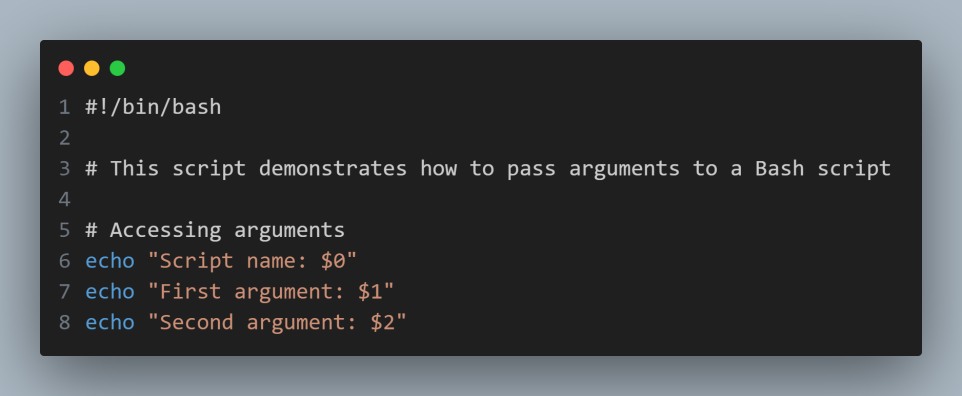 1 #!/bin/bash
2
3 # This script demonstrates how to pass arguments to a Bash script
4
5 # Accessing arguments
6 echo "Script name: $0"
7 echo "First argument: $1"
8 echo "Second argument: $2"